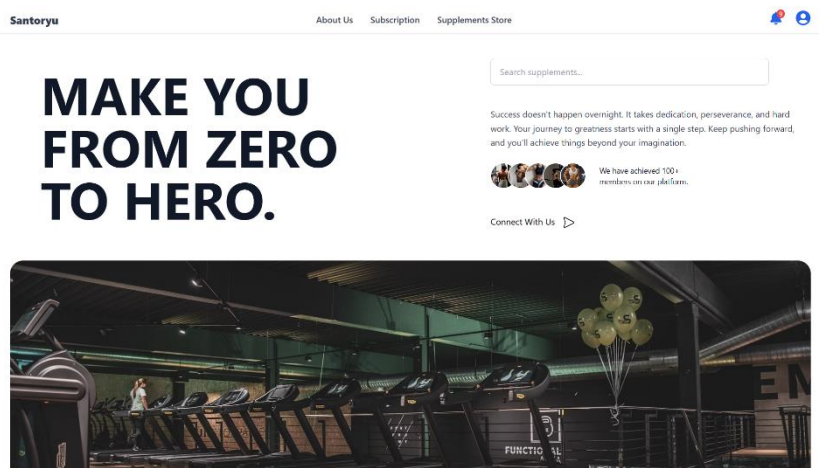 Santoryu
About Us
Subscription
Supplements Store
MAKE YOU
FROM ZERO
TO HERO.
Search supplements...
Success doesn't happen overnight. It takes dedication, perseverance, and hard
work. Your journey to greatness starts with a single step. Keep pushing forward,
and you'll achieve things beyond your imagination.
We have achieved 100+
members on our platform.
Connect With Us
S
S
S
EM
B
FUNCTIONAL